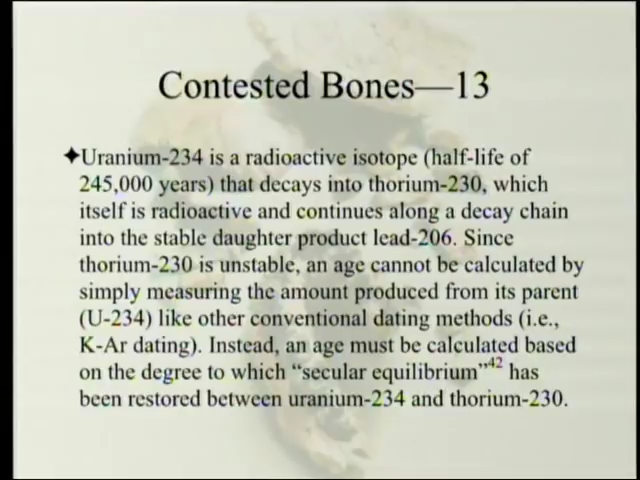 Contested Bones—13
✦Uranium-234 is a radioactive isotope (half-life of
245,000 years) that decays into thorium-230, which
itself is radioactive and continues along a decay chain
into the stable daughter product lead-206. Since
thorium-230 is unstable, an age cannot be calculated by
simply measuring the amount produced from its parent
(U-234) like other conventional dating methods (i.e.,
K-Ar dating). Instead, an age must be calculated based
on the degree to which “secular equilibrium”⁴² has
been restored between uranium-234 and thorium-230.